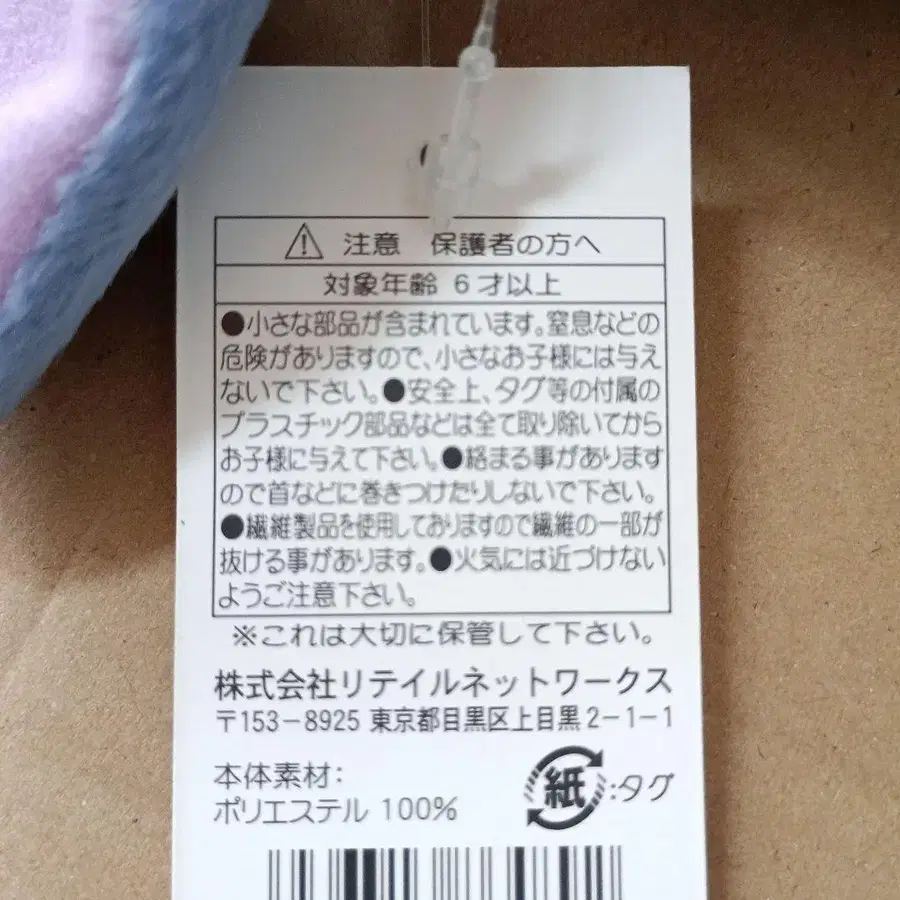 ⚠ 注意 保護者の方へ
対象年齢 6才以上
●小さな部品が含まれています。窒息などの
危険がありますので、小さなお子様には与え
ないで下さい。●安全上、タグ等の付属の
プラスチック部品などは全て取り除いてから
お子様に与えて下さい。●絡まる事があります
ので首などに巻きつけたりしないで下さい。
●繊維製品を使用しておりますので繊維の一部が
抜ける事があります。●火気には近づけない
ようご注意下さい。
※これは大切に保管して下さい。
株式会社リテイルネットワークス
〒153-8925 東京都目黒区上目黒2-1-1
本体素材:
ポリエステル 100%
紙:タグ